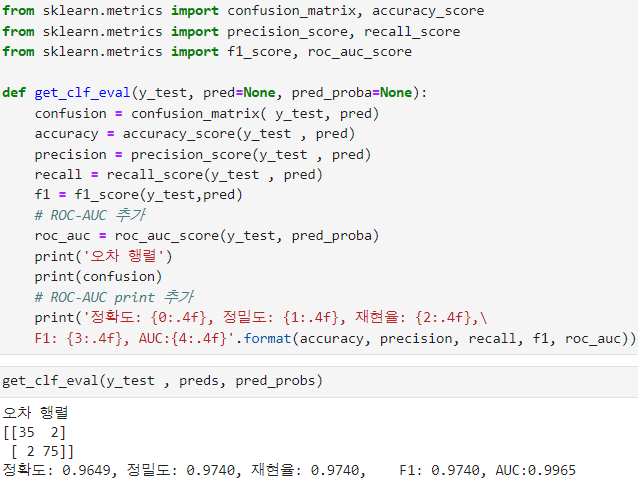 from sklearn.metrics import confusion_matrix, accuracy_score
from sklearn.metrics import precision_score, recall_score
from sklearn.metrics import f1_score, roc_auc_score

def get_clf_eval(y_test, pred=None, pred_proba=None):
    confusion = confusion_matrix( y_test, pred)
    accuracy = accuracy_score(y_test , pred)
    precision = precision_score(y_test , pred)
    recall = recall_score(y_test , pred)
    f1 = f1_score(y_test,pred)
    # ROC-AUC 추가
    roc_auc = roc_auc_score(y_test, pred_proba)
    print('오차 행렬')
    print(confusion)
    # ROC-AUC print 추가
    print('정확도: {0:.4f}, 정밀도: {1:.4f}, 재현율: {2:.4f},\
    F1: {3:.4f}, AUC:{4:.4f}'.format(accuracy, precision, recall, f1, roc_auc))
get_clf_eval(y_test , preds, pred_probs)
오차 행렬
[[35  2]
 [ 2 75]]
정확도: 0.9649, 정밀도: 0.9740, 재현율: 0.9740,    F1: 0.9740, AUC:0.9965